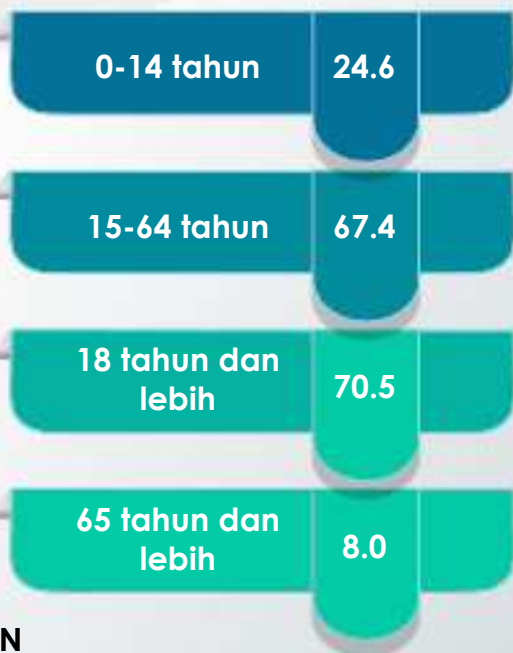 0-14 tahun 24.6
15-64 tahun 67.4
18 tahun dan
lebih
70.5
65 tahun dan
lebih
8.0
N